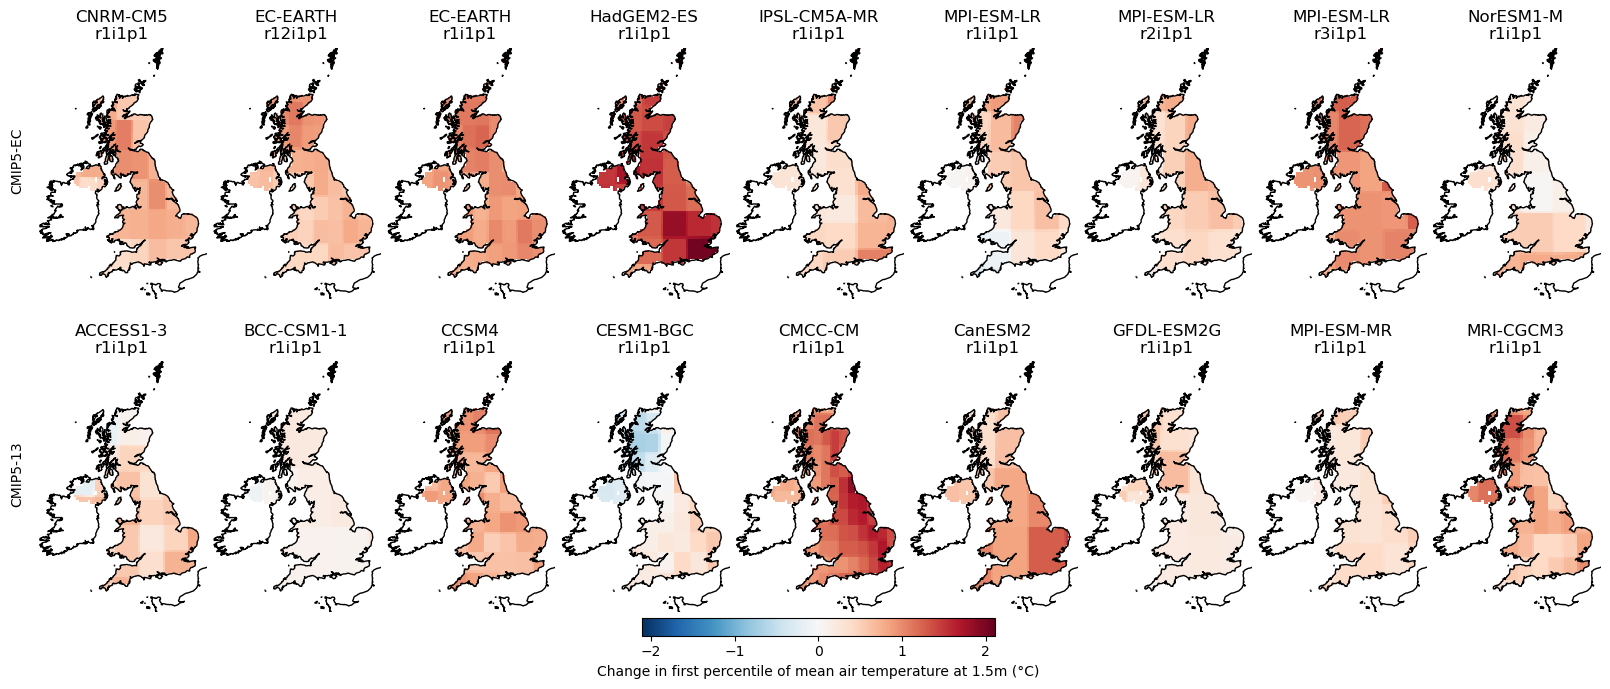 CNRM-CM5
r1i1p1
EC-EARTH
r12i1p1
EC-EARTH
r1i1p1
HadGEM2-ES
r1i1p1
IPSL-CM5A-MR
r1i1p1
MPI-ESM-LR
r1i1p1
MPI-ESM-LR
r2i1p1
MPI-ESM-LR
r3i1p1
NorESM1-M
r1i1p1
CMIP5-EC
ACCESS1-3
r1i1p1
BCC-CSM1-1
r1i1p1
CCSM4
r1i1p1
CESM1-BGC
r1i1p1
CMCC-CM
r1i1p1
CanESM2
r1i1p1
GFDL-ESM2G
r1i1p1
MPI-ESM-MR
r1i1p1
MRI-CGCM3
r1i1p1
CMIP5-13
−2 −1 0 1 2
Change in first percentile of mean air temperature at 1.5m (°C)